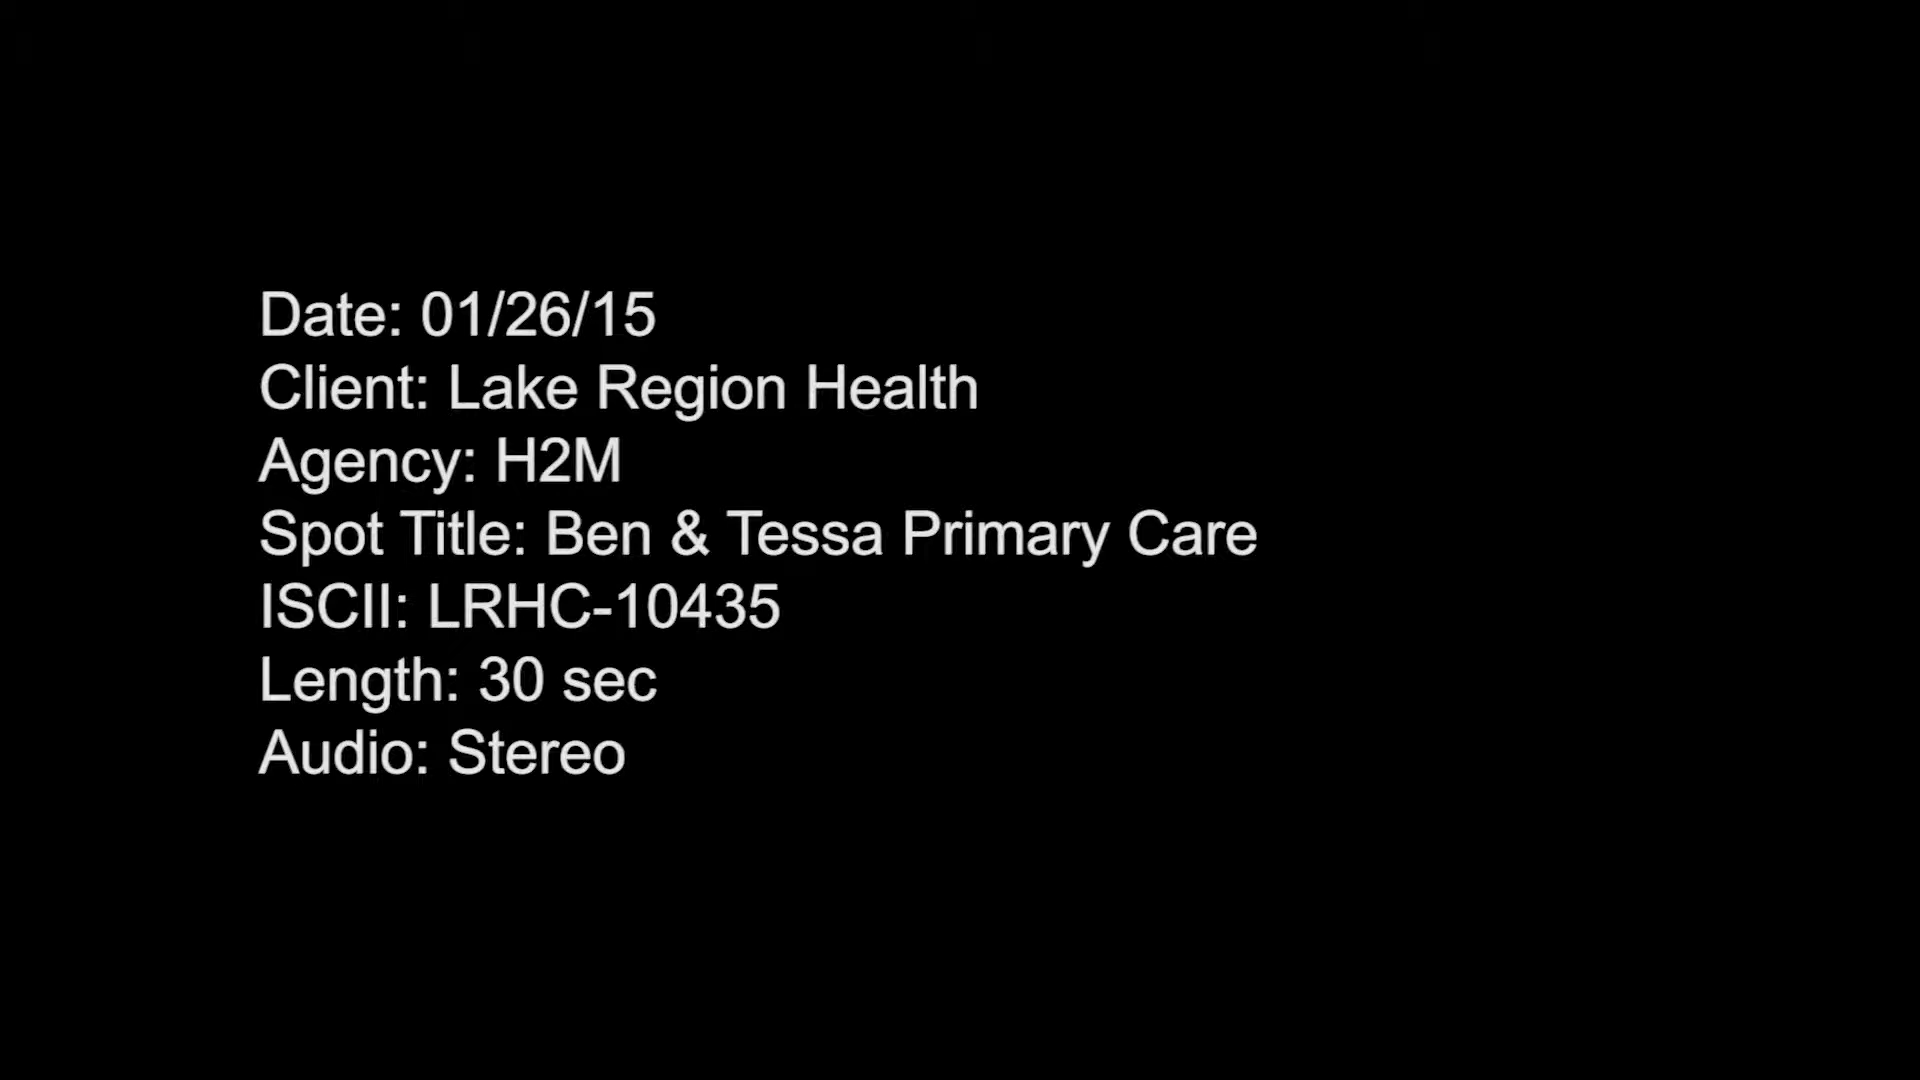 Date: 01/26/15
Client: Lake Region Health
Agency: H2M
Spot Title: Ben & Tessa Primary Care
ISCII: LRHC-10435
Length: 30 sec
Audio: Stereo